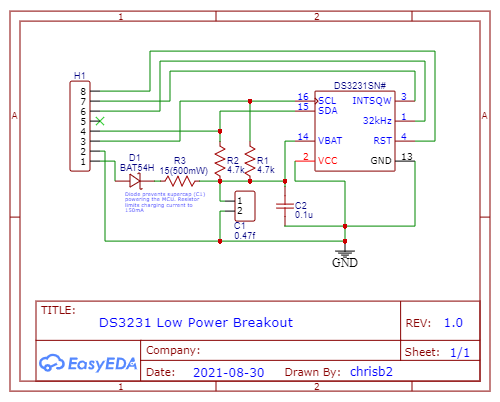 1 2
A A
H1
8
7
6
5
4
3
2
1
DS3231SN#
16 SCL INTSQW 3
15 SDA
32kHz 1
14 VBAT RST 4
2 VCC GND 13
D1
BAT54H
R3
15(500mW)
R2
4.7k
R1
4.7k
Diode prevents supercap (C1)
powering the MCU. Resistor
limits charging current to
150mA
1
2
C1
0.47f
C2
0.1u
GND
TITLE:
DS3231 Low Power Breakout
REV: 1.0
EasyEDA
Company:
Sheet: 1/1
Date: 2021-08-30 Drawn By: chrisb2
1 2